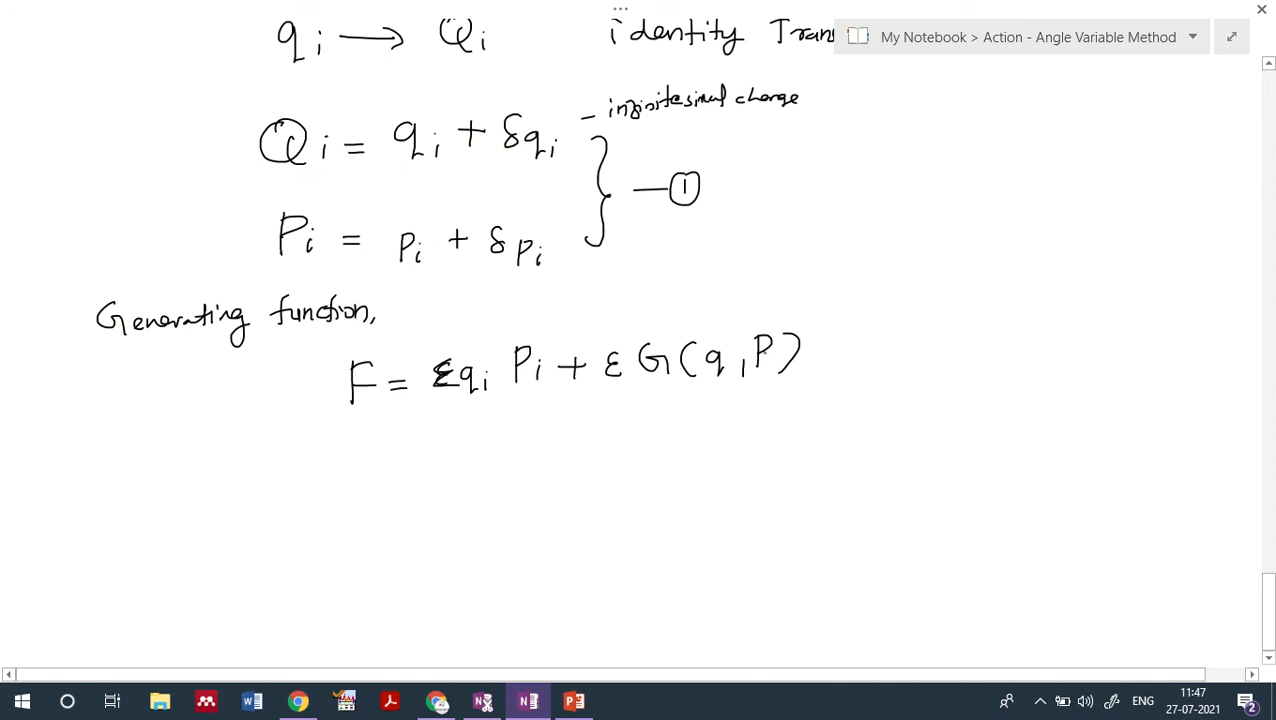 qi ⟶ Qi identity Trans
My Notebook > Action - Angle Variable Method
– infinitesimal change
Qi = qi + δqi
— ①
Pi = pi + δpi
Generating function,
F = Σqi Pi + ε G(q, P)
ENG
11:47
27-07-2021
2